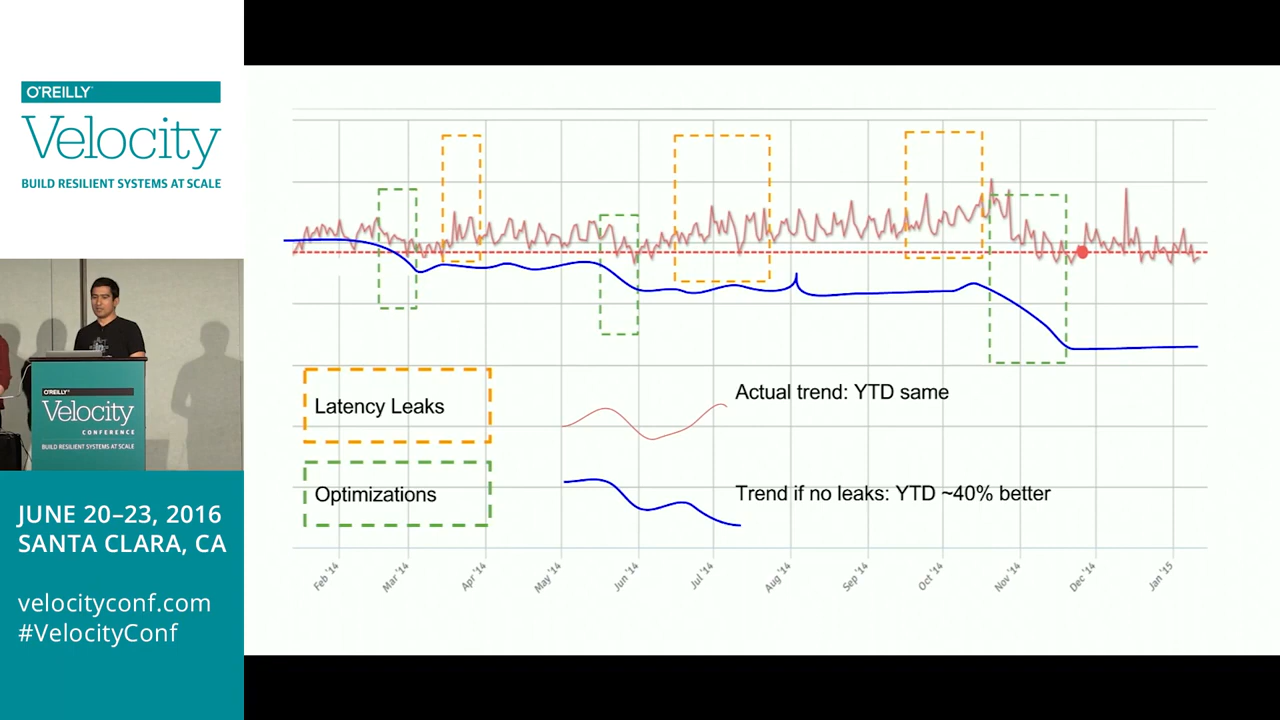 O'REILLY
Velocity
BUILD RESILIENT SYSTEMS AT SCALE
O'REILLY
Velocity
CONFERENCE
BUILD RESILIENT SYSTEMS AT SCALE
JUNE 20–23, 2016
SANTA CLARA, CA
velocityconf.com
#VelocityConf
Latency Leaks
Actual trend: YTD same
Optimizations
Trend if no leaks: YTD ~40% better
Feb '14
Mar '14
Apr '14
May '14
Jun '14
Jul '14
Aug '14
Sep '14
Oct '14
Nov '14
Dec '14
Jan '15